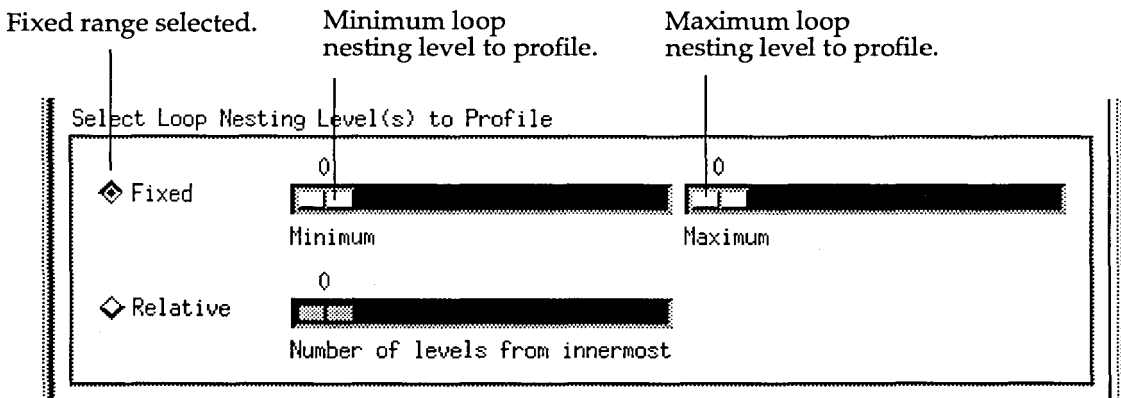 Fixed range selected.
Minimum loop
nesting level to profile.
Maximum loop
nesting level to profile.
Select Loop Nesting Level(s) to Profile
Fixed
0
Minimum
0
Maximum
Relative
0
Number of levels from innermost